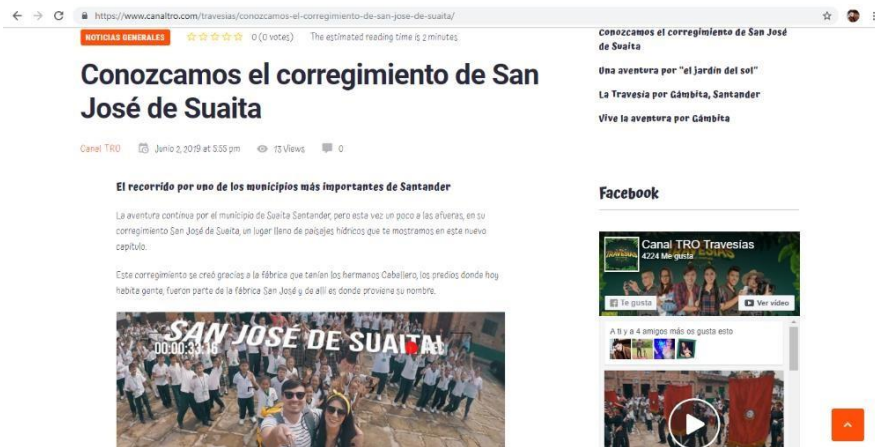 https://www.canaltro.com/travesias/conozcamos-el-corregimiento-de-san-jose-de-suaita/
NOTICIAS GENERALES
0 (0 votes)
The estimated reading time is 2 minutes
Conozcamos el corregimiento de San
José de Suaita
Canal TRO
Junio 2, 2019 at 5:55 pm
13 Views
0
El recorrido por uno de los municipios más importantes de Santander
La aventura continua por el municipio de Suaita Santander, pero esta vez un poco a las afueras, en su
corregimiento San José de Suaita, un lugar lleno de paisajes hídricos que te mostramos en este nuevo
capítulo.
Este corregimiento se creó gracias a la fábrica que tenían los hermanos Caballero, los predios donde hoy
habita gente, fueron parte de la fábrica San José y de allí es donde proviene su nombre.
SAN JOSÉ DE SUAITA!
00:00:33:16
Conozcamos el corregimiento de San José
de Suaita
Una aventura por "el jardín del sol"
La Travesía por Gámbita, Santander
Vive la aventura por Gámbita
Facebook
Canal TRO Travesias
4224 Me gusta
TRAVESÍAS
Te gusta
Ver video
A ti y a 4 amigos más os gusta esto